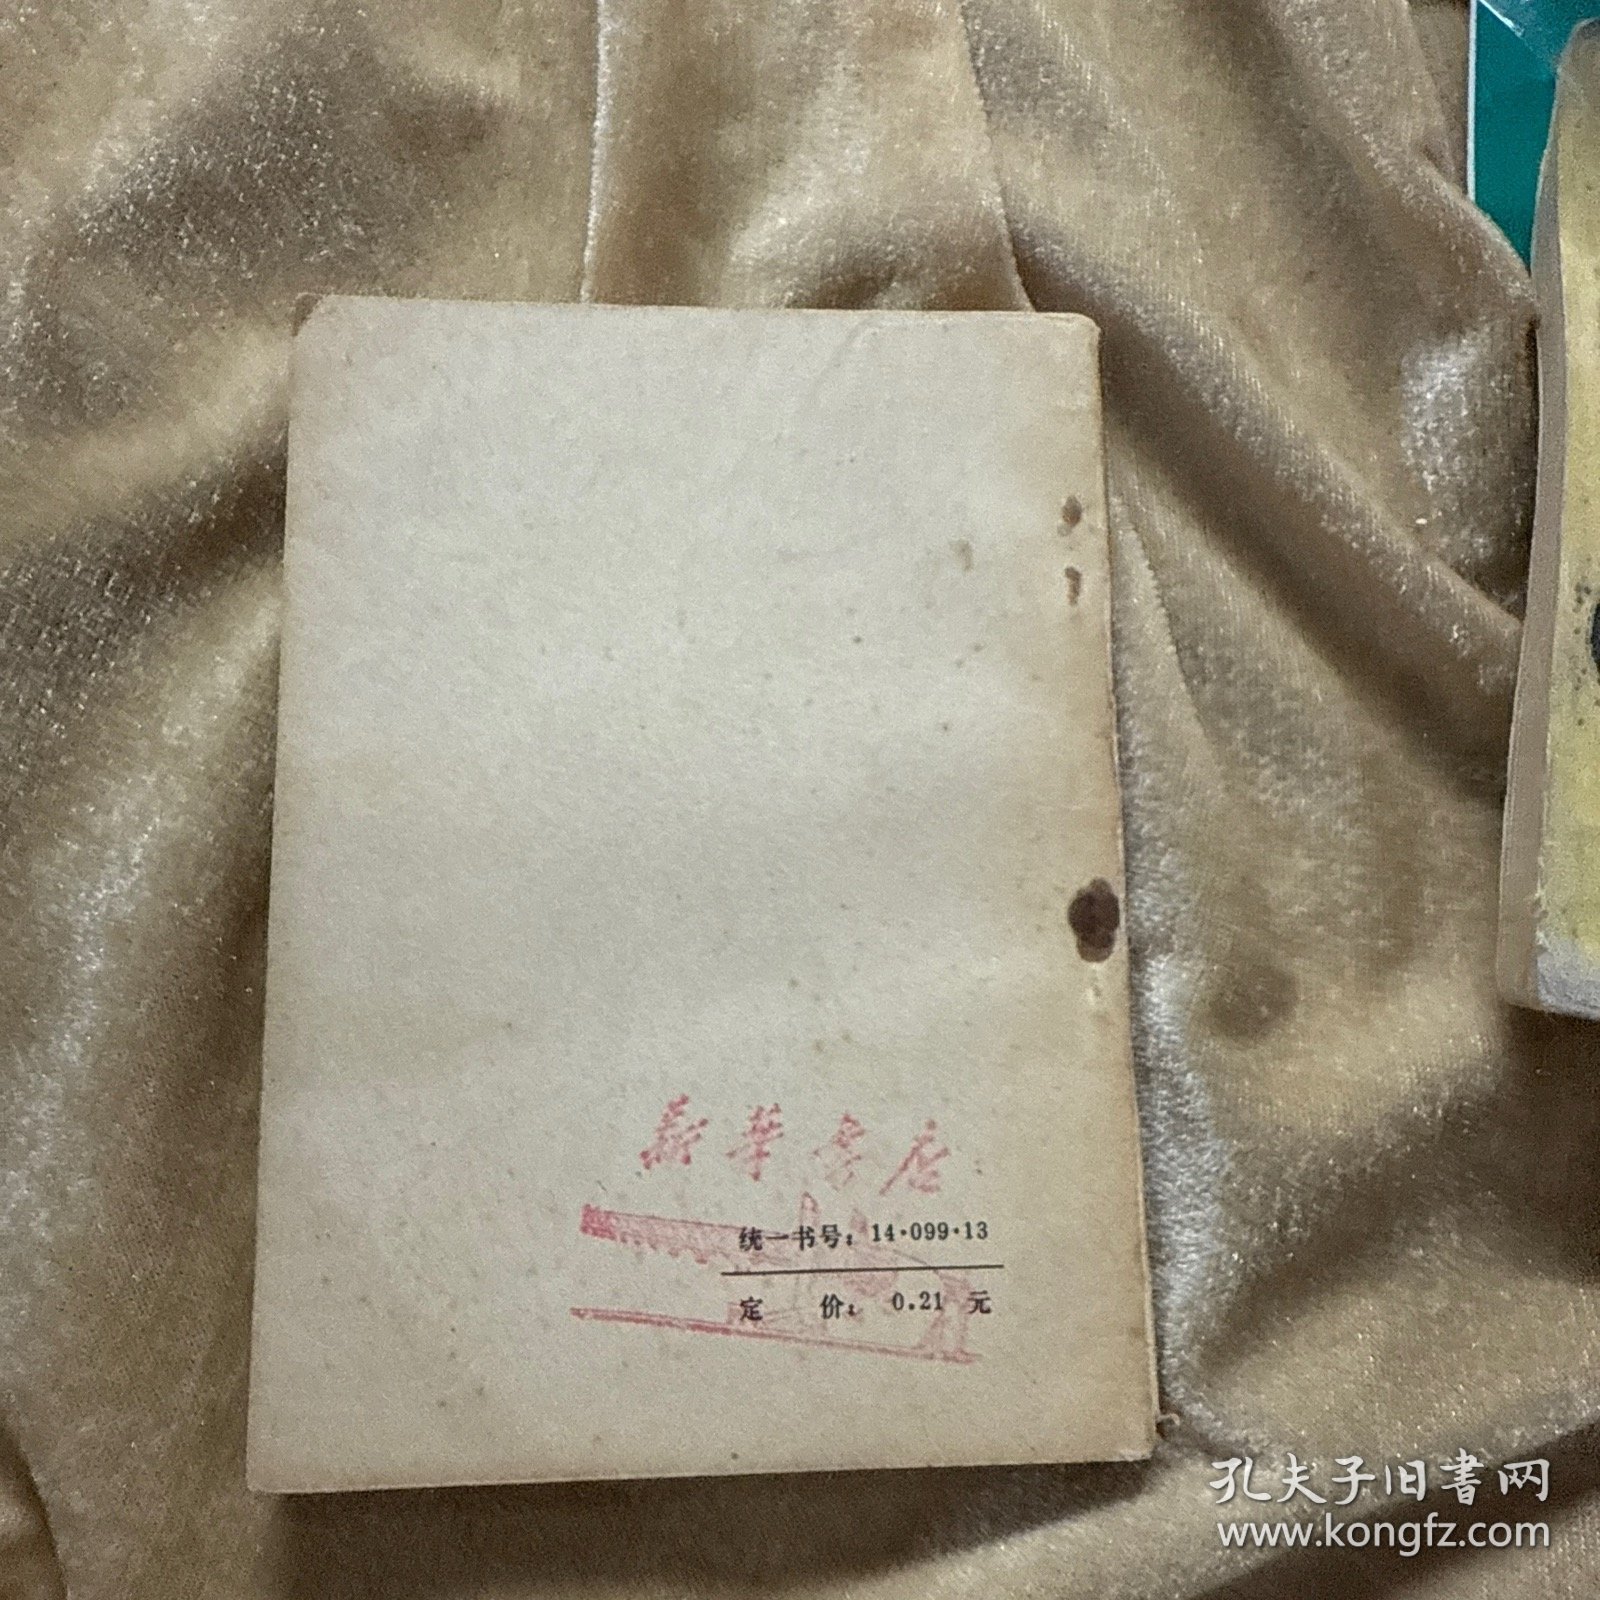 新华书店
统一书号：14·099·13
定 价： 0.21 元
孔夫子旧書网
www.kongfz.com